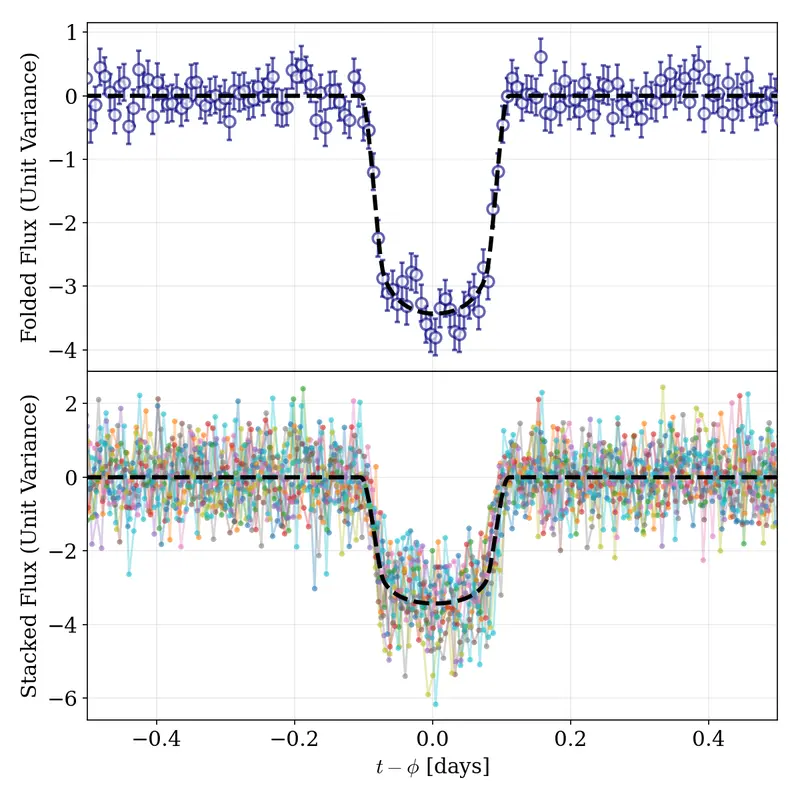 Folded Flux (Unit Variance)
1
0
−1
−2
−3
−4
Stacked Flux (Unit Variance)
2
0
−2
−4
−6
−0.4 −0.2 0.0 0.2 0.4
t − ϕ [days]